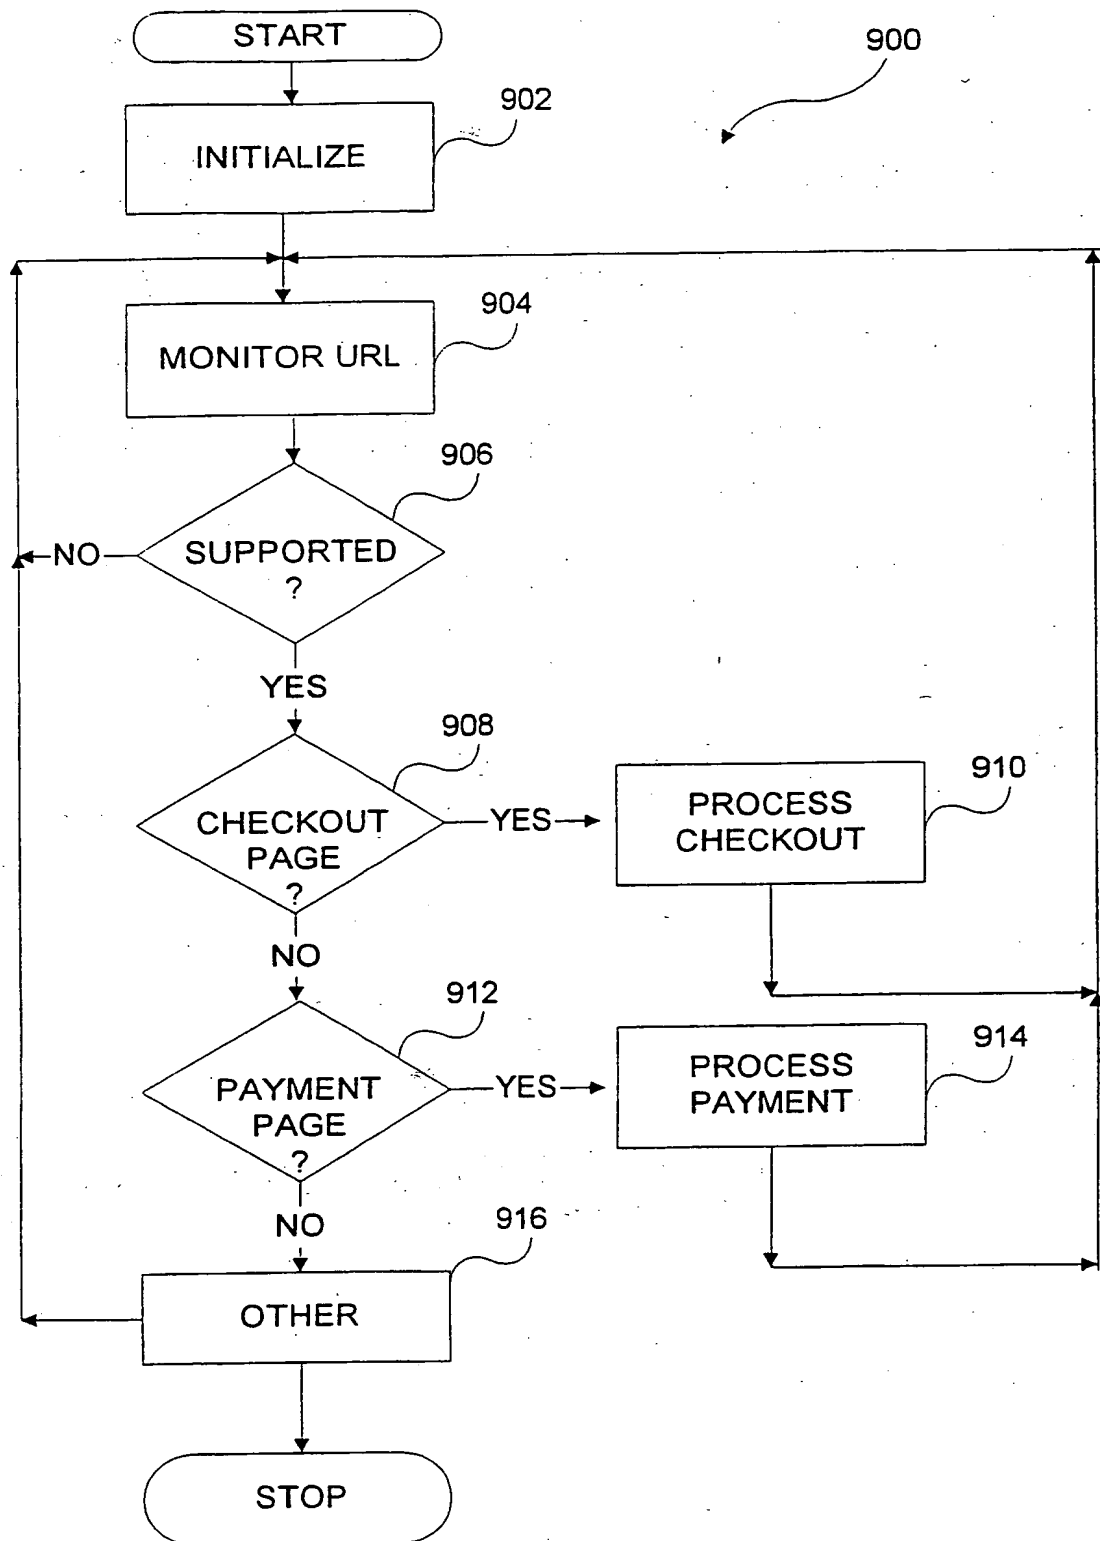 START
900
902
INITIALIZE
904
MONITOR URL
906
SUPPORTED
?
NO
YES
908
CHECKOUT
PAGE
?
YES
PROCESS
CHECKOUT
910
NO
912
PAYMENT
PAGE
?
YES
PROCESS
PAYMENT
914
NO
916
OTHER
STOP